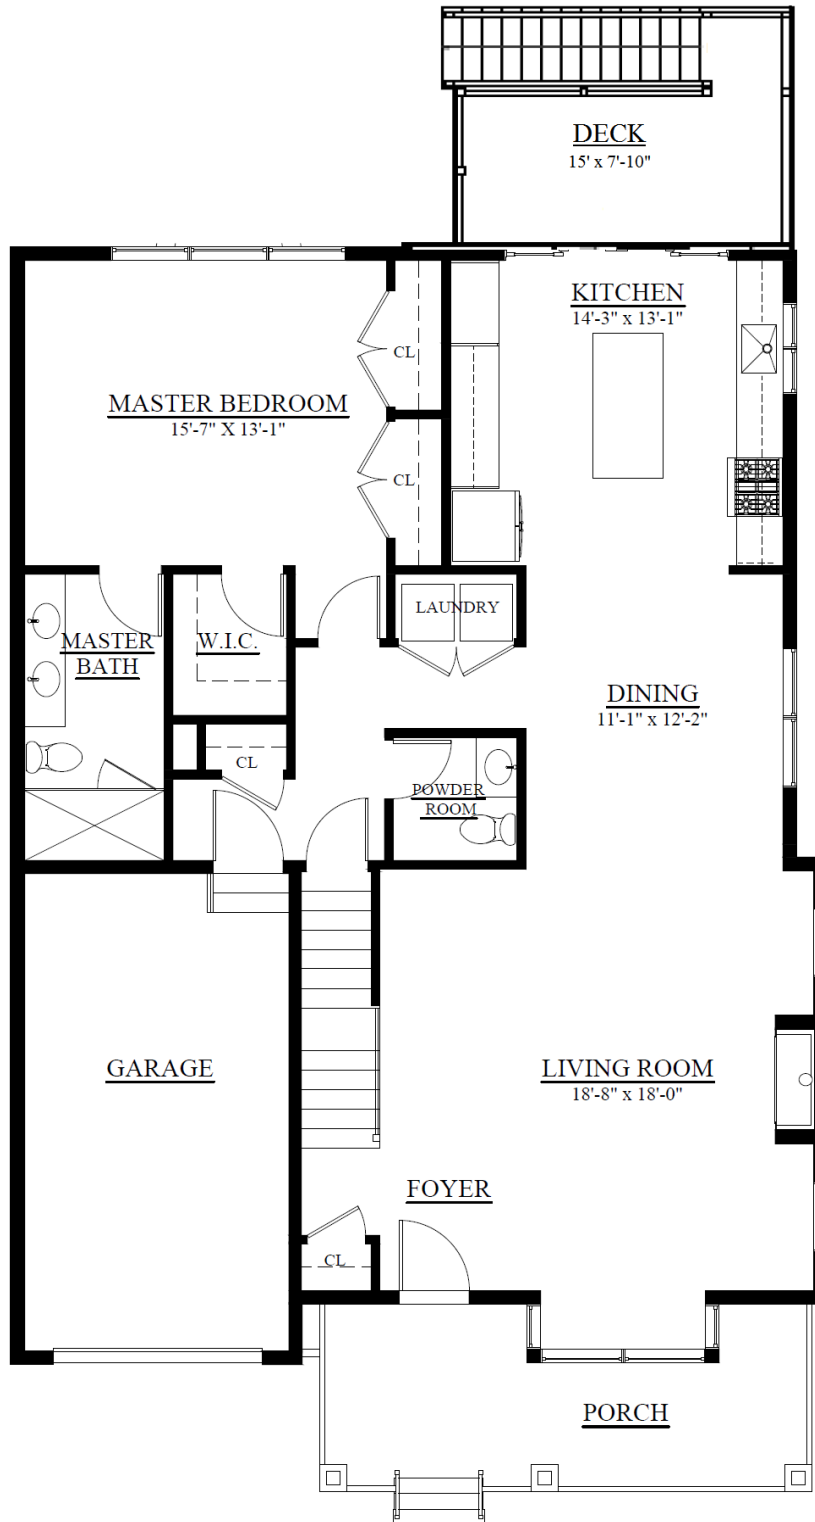 DECK
15' x 7'-10"
KITCHEN
14'-3" x 13'-1"
CL
MASTER BEDROOM
15'-7" X 13'-1"
CL
LAUNDRY
MASTER
BATH
W.I.C.
DINING
11'-1" x 12'-2"
CL
POWDER
ROOM
GARAGE
LIVING ROOM
18'-8" x 18'-0"
FOYER
CL
PORCH